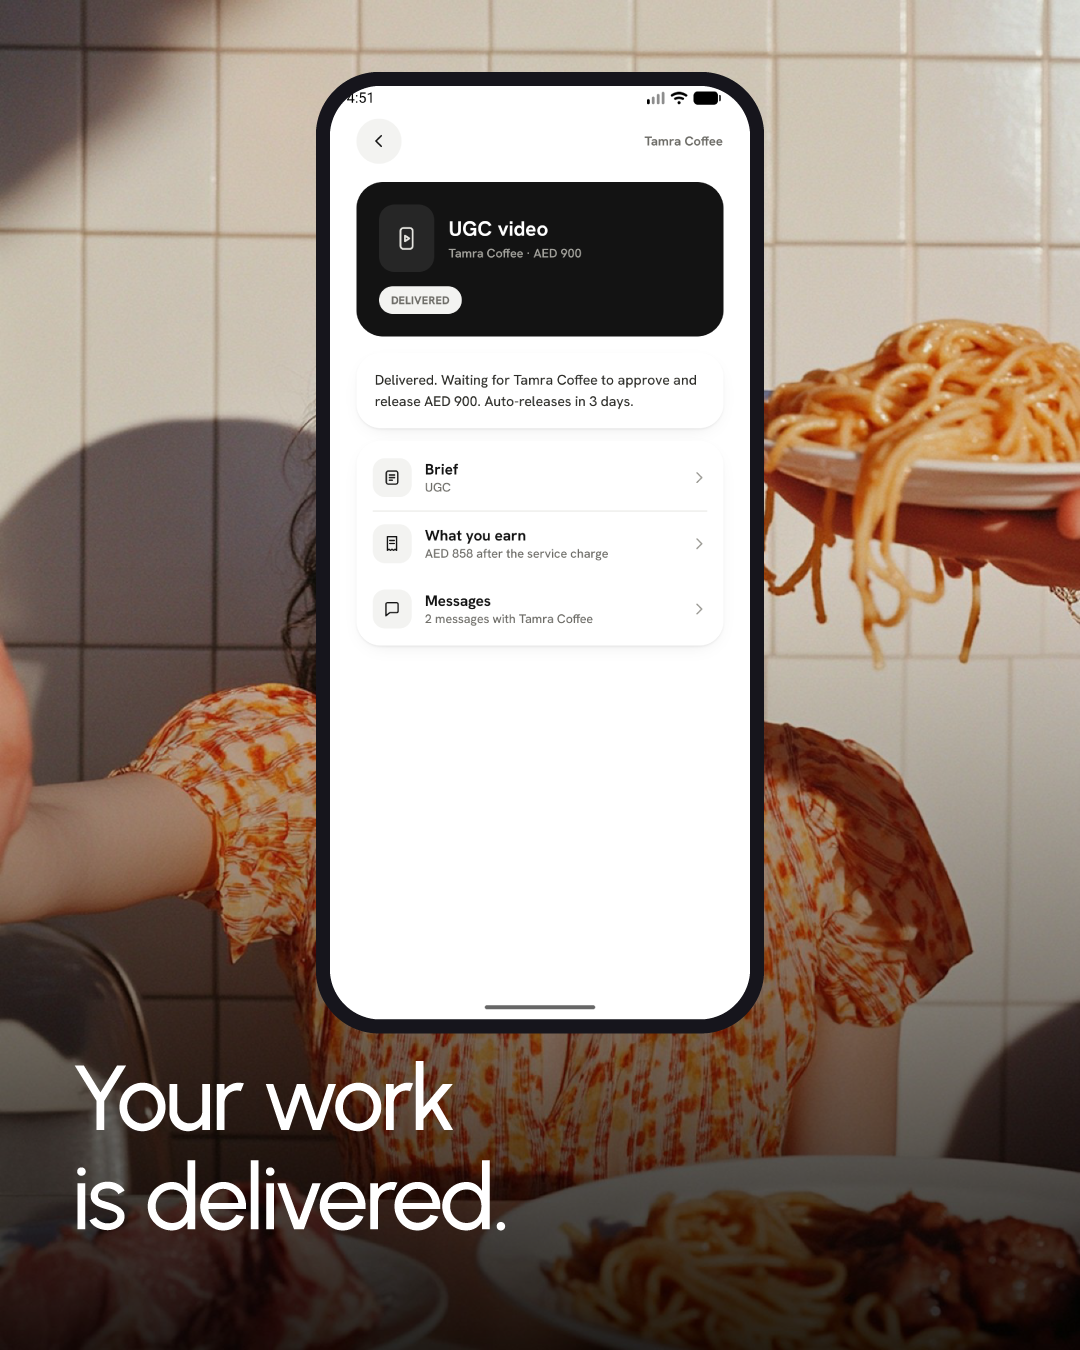 4:51
Tamra Coffee
UGC video
Tamra Coffee · AED 900
DELIVERED
Delivered. Waiting for Tamra Coffee to approve and
release AED 900. Auto-releases in 3 days.
Brief
UGC
What you earn
AED 858 after the service charge
Messages
2 messages with Tamra Coffee
Your work
is delivered.